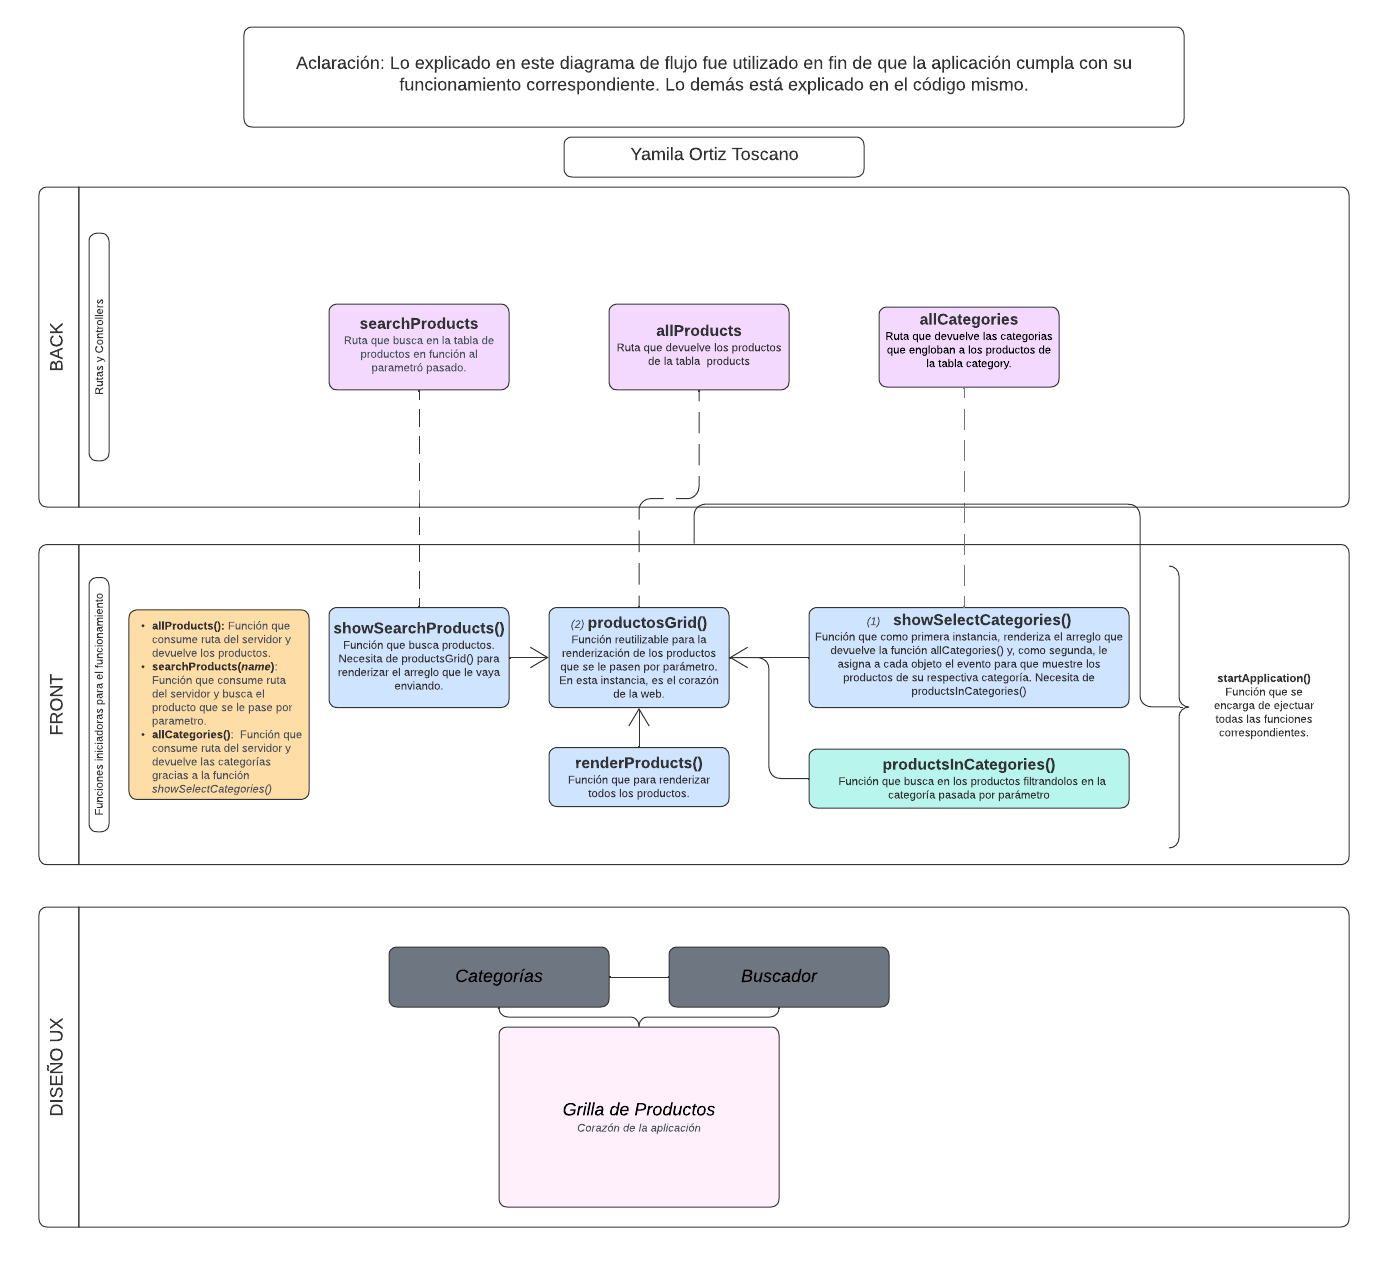 Aclaración: Lo explicado en este diagrama de flujo fue utilizado en fin de que la aplicación cumpla con su
funcionamiento correspondiente. Lo demás está explicado en el código mismo.
Yamila Ortiz Toscano
BACK
Rutas y Controllers
searchProducts
Ruta que busca en la tabla de
productos en función al
parametró pasado.
allProducts
Ruta que devuelve los productos
de la tabla  products
allCategories
Ruta que devuelve las categorias
que engloban a los productos de
la tabla category.
FRONT
Funciones iniciadoras para el funcionamiento
• allProducts(): Función que
consume ruta del servidor y
devuelve los productos.
• searchProducts(name):
Función que consume ruta
del servidor y busca el
producto que se le pase por
parametro.
• allCategories():  Función que
consume ruta del servidor y
devuelve las categorías
gracias a la función
showSelectCategories()
showSearchProducts()
Función que busca productos.
Necesita de productsGrid() para
renderizar el arreglo que le vaya
enviando.
(2) productosGrid()
Función reutilizable para la
renderización de los productos
que se le pasen por parámetro.
En esta instancia, es el corazón
de la web.
(1) showSelectCategories()
Función que como primera instancia, renderiza el arreglo que
devuelve la función allCategories() y, como segunda, le
asigna a cada objeto el evento para que muestre los
productos de su respectiva categoría. Necesita de
productsInCategories()
renderProducts()
Función que para renderizar
todos los productos.
productsInCategories()
Función que busca en los productos filtrandolos en la
categoría pasada por parámetro
startApplication()
Función que se
encarga de ejectuar
todas las funciones
correspondientes.
DISEÑO UX
Categorías
Buscador
Grilla de Productos
Corazón de la aplicación